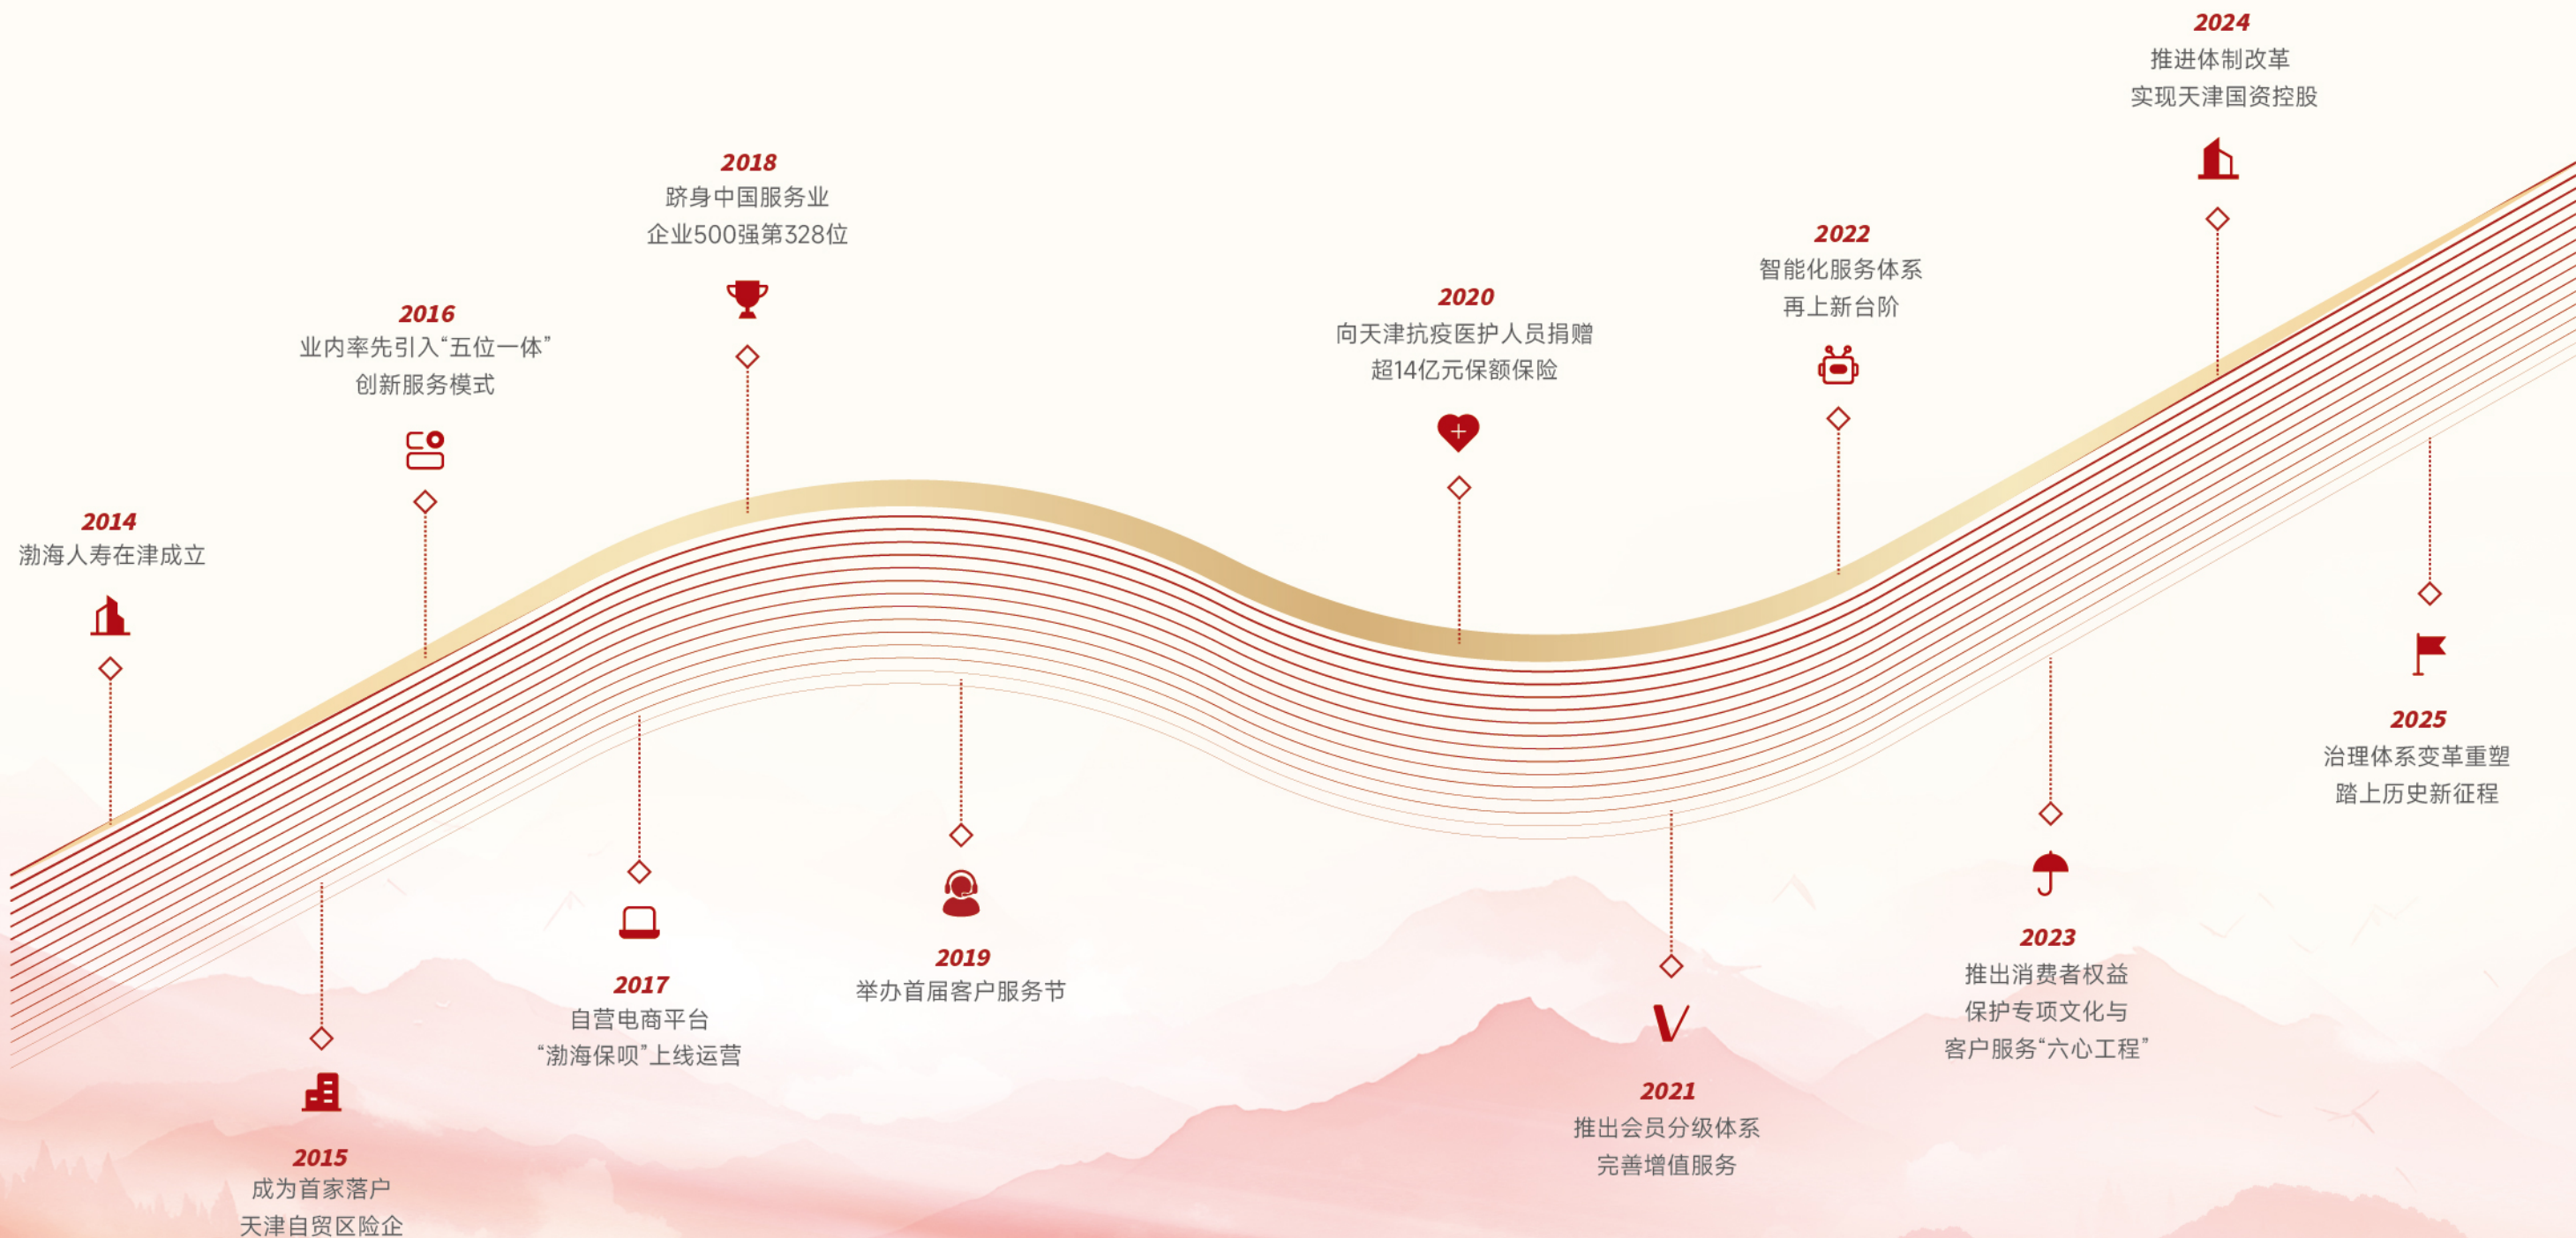 2014
渤海人寿在津成立
2015
成为首家落户
天津自贸区险企
2016
业内率先引入“五位一体”
创新服务模式
2017
自营电商平台
“渤海保呗”上线运营
2018
跻身中国服务业
企业500强第328位
2019
举办首届客户服务节
2020
向天津抗疫医护人员捐赠
超14亿元保额保险
2021
推出会员分级体系
完善增值服务
2022
智能化服务体系
再上新台阶
2023
推出消费者权益
保护专项文化与
客户服务“六心工程”
2024
推进体制改革
实现天津国资控股
2025
治理体系变革重塑
踏上历史新征程